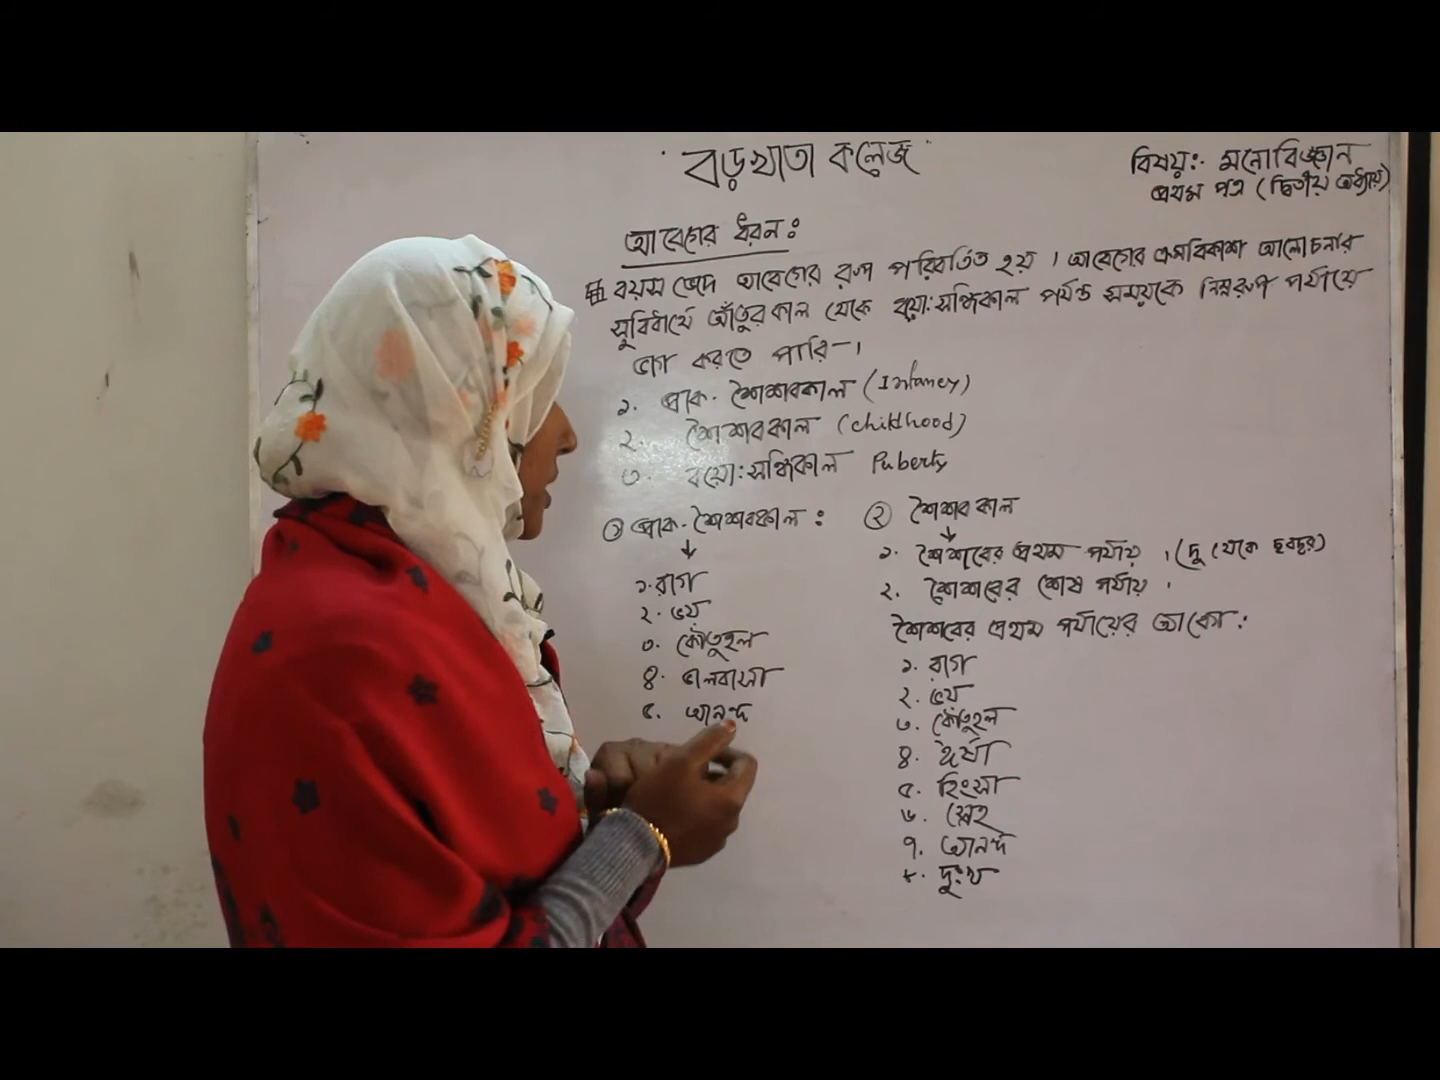 বড়খাতা কলেজ
বিষয়ঃ- মনোবিজ্ঞান
প্রথম পত্র (দ্বিতীয় অধ্যায়)
আবেগের ধরনঃ
বয়স ভেদে আবেগের রূপ পরিবর্তিত হয়। আবেগের ক্রমবিকাশ আলোচনার
সুবিধার্থে আঁতুরকাল থেকে বয়ো:সন্ধিকাল পর্যন্ত সময়কে নিম্নরূপ পর্যায়ে
ভাগ করতে পারি-।
১. প্রাক-শৈশবকাল (Infancy)
২. শৈশবকাল (childhood)
৩. বয়ো:সন্ধিকাল Puberty
১ প্রাক-শৈশবকাল :
১. রাগ
২. ভয়
৩. কৌতুহল
৪. ভালবাসা
৫. আনন্দ
২ শৈশবকাল
১. শৈশবের প্রথম পর্যায়। (দু থেকে ছবছর)
২. শৈশবের শেষ পর্যায়।
শৈশবের প্রথম পর্যায়ের আবেগ:
১. রাগ
২. ভয়
৩. কৌতুহল
৪. ঈর্ষা
৫. হিংসা
৬. স্নেহ
৭. আনন্দ
৮. দুঃখ